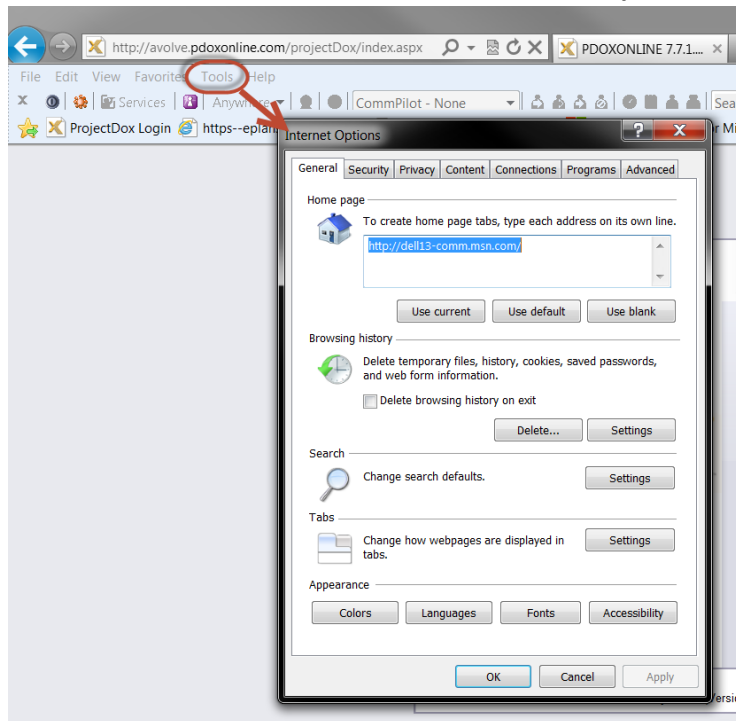 http://avolve.pdoxonline.com/projectDox/index.aspx PDOXONLINE 7.7.1....
File Edit View Favorites Tools Help
Services Anywhere CommPilot - None Sea
ProjectDox Login https--eplan r Mi
Internet Options
General Security Privacy Content Connections Programs Advanced
Home page
To create home page tabs, type each address on its own line.
http://dell13-comm.msn.com/
Use current Use default Use blank
Browsing history
Delete temporary files, history, cookies, saved passwords,
and web form information.
Delete browsing history on exit
Delete... Settings
Search
Change search defaults. Settings
Tabs
Change how webpages are displayed in
tabs. Settings
Appearance
Colors Languages Fonts Accessibility
OK Cancel Apply